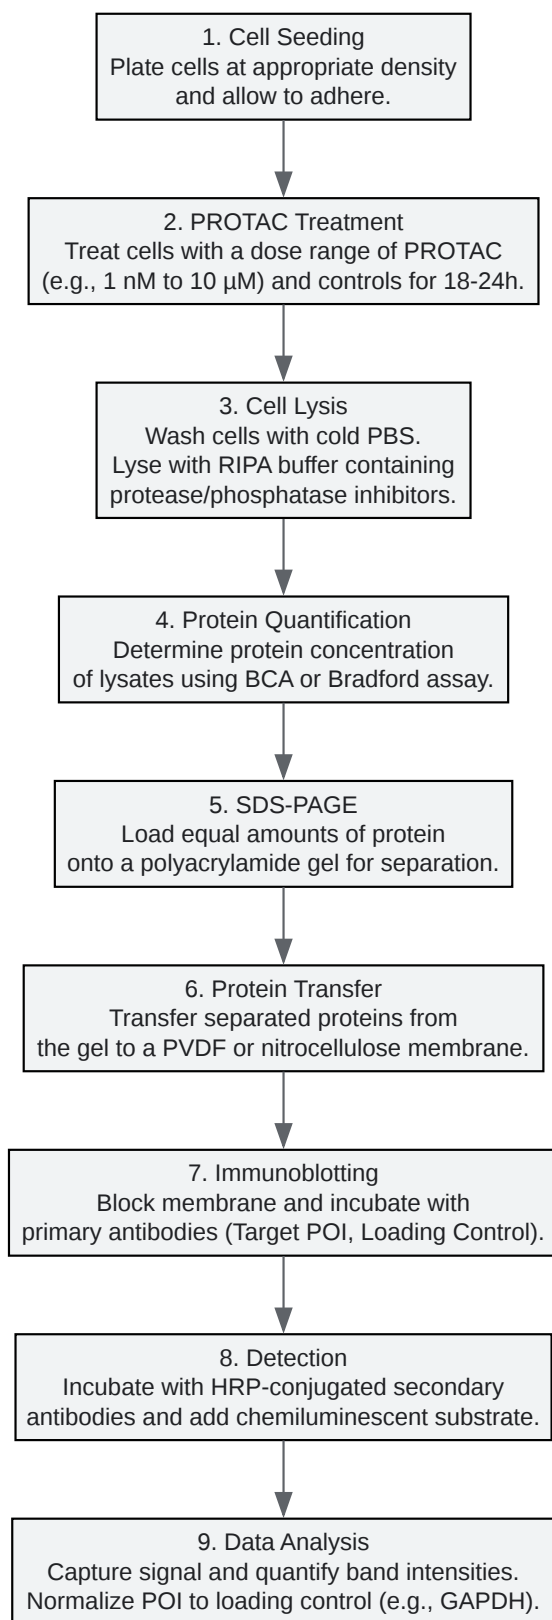 1. Cell Seeding
Plate cells at appropriate density
and allow to adhere.
2. PROTAC Treatment
Treat cells with a dose range of PROTAC
(e.g., 1 nM to 10 µM) and controls for 18-24h.
3. Cell Lysis
Wash cells with cold PBS.
Lyse with RIPA buffer containing
protease/phosphatase inhibitors.
4. Protein Quantification
Determine protein concentration
of lysates using BCA or Bradford assay.
5. SDS-PAGE
Load equal amounts of protein
onto a polyacrylamide gel for separation.
6. Protein Transfer
Transfer separated proteins from
the gel to a PVDF or nitrocellulose membrane.
7. Immunoblotting
Block membrane and incubate with
primary antibodies (Target POI, Loading Control).
8. Detection
Incubate with HRP-conjugated secondary
antibodies and add chemiluminescent substrate.
9. Data Analysis
Capture signal and quantify band intensities.
Normalize POI to loading control (e.g., GAPDH).